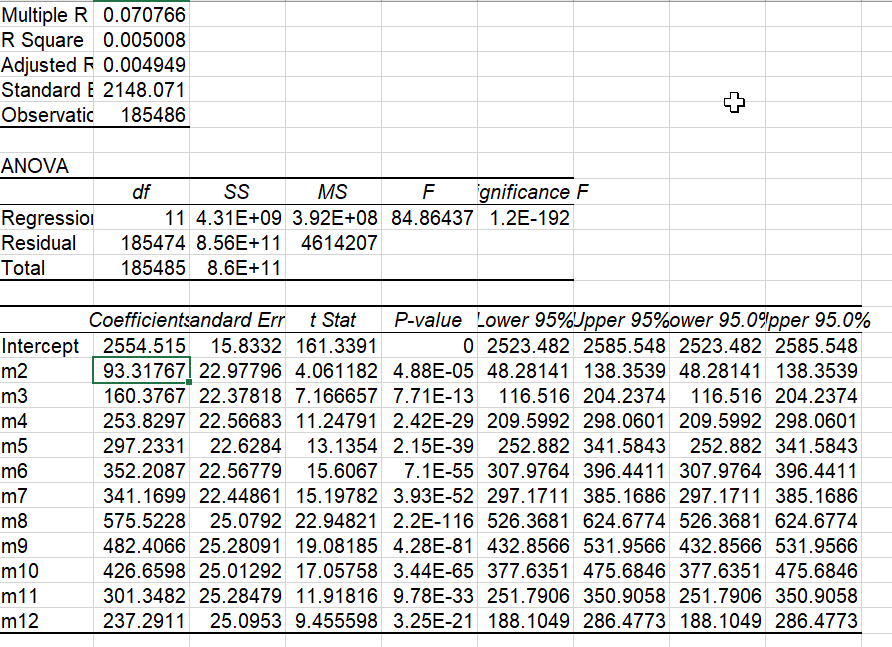 Multiple R 0.070766
R Square 0.005008
Adjusted R 0.004949
Standard E 2148.071
Observatio 185486
ANOVA
df SS MS F ignificance F
Regression 11 4.31E+09 3.92E+08 84.86437 1.2E-192
Residual 185474 8.56E+11 4614207
Total 185485 8.6E+11
Coefficients andard Err t Stat P-value Lower 95% Upper 95% ower 95.0% pper 95.0%
Intercept 2554.515 15.8332 161.3391 0 2523.482 2585.548 2523.482 2585.548
m2 93.31767 22.97796 4.061182 4.88E-05 48.28141 138.3539 48.28141 138.3539
m3 160.3767 22.37818 7.166657 7.71E-13 116.516 204.2374 116.516 204.2374
m4 253.8297 22.56683 11.24791 2.42E-29 209.5992 298.0601 209.5992 298.0601
m5 297.2331 22.6284 13.1354 2.15E-39 252.882 341.5843 252.882 341.5843
m6 352.2087 22.56779 15.6067 7.1E-55 307.9764 396.4411 307.9764 396.4411
m7 341.1699 22.44861 15.19782 3.93E-52 297.1711 385.1686 297.1711 385.1686
m8 575.5228 25.0792 22.94821 2.2E-116 526.3681 624.6774 526.3681 624.6774
m9 482.4066 25.28091 19.08185 4.28E-81 432.8566 531.9566 432.8566 531.9566
m10 426.6598 25.01292 17.05758 3.44E-65 377.6351 475.6846 377.6351 475.6846
m11 301.3482 25.28479 11.91816 9.78E-33 251.7906 350.9058 251.7906 350.9058
m12 237.2911 25.0953 9.455598 3.25E-21 188.1049 286.4773 188.1049 286.4773